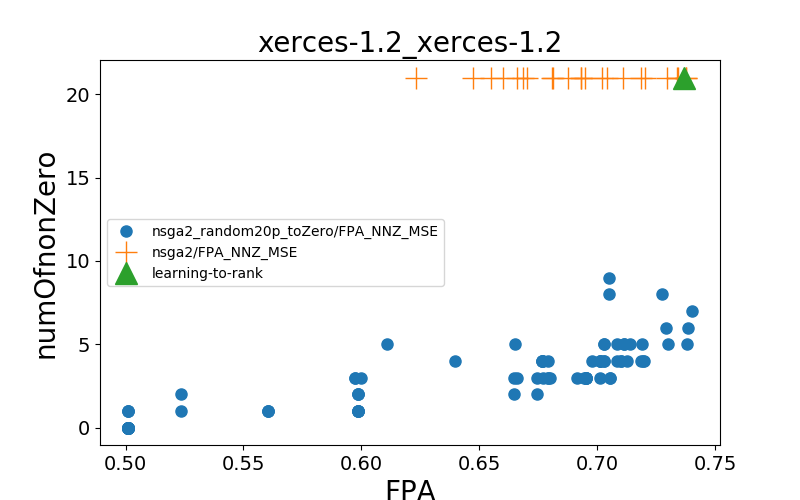 xerces-1.2_xerces-1.2
numOfnonZero
20
15
10
5
0
nsga2_random20p_toZero/FPA_NNZ_MSE
nsga2/FPA_NNZ_MSE
learning-to-rank
0.50 0.55 0.60 0.65 0.70 0.75
FPA